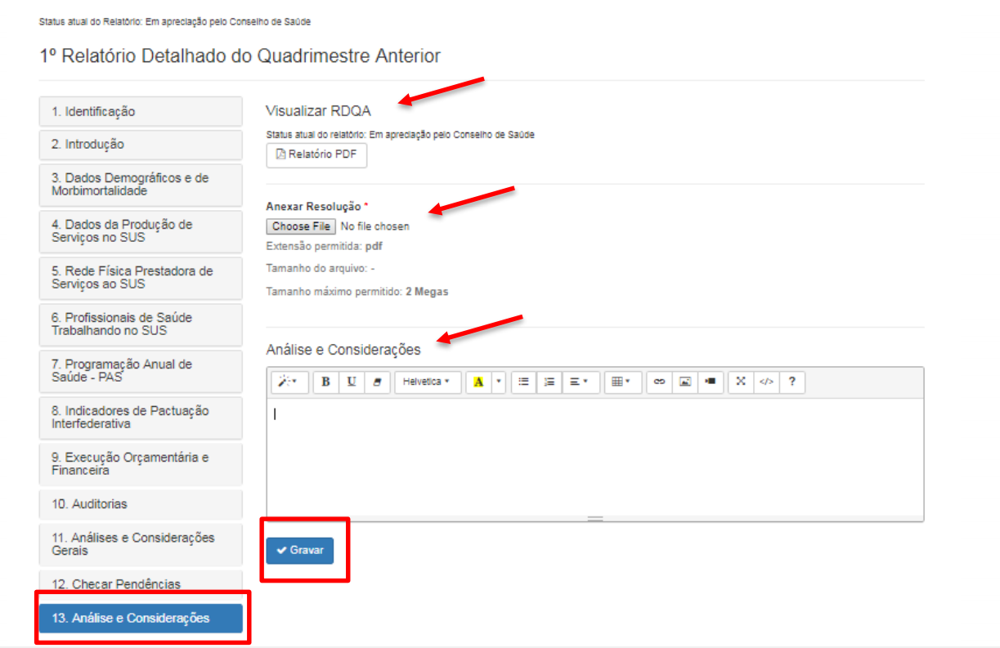 Status atual do Relatório: Em apreciação pelo Conselho de Saúde
1º Relatório Detalhado do Quadrimestre Anterior
1. Identificação
2. Introdução
3. Dados Demográficos e de
Morbimortalidade
4. Dados da Produção de
Serviços no SUS
5. Rede Física Prestadora de
Serviços ao SUS
6. Profissionais de Saúde
Trabalhando no SUS
7. Programação Anual de
Saúde - PAS
8. Indicadores de Pactuação
Interfederativa
9. Execução Orçamentária e
Financeira
10. Auditorias
11. Análises e Considerações
Gerais
12. Checar Pendências
13. Análise e Considerações
Visualizar RDQA
Status atual do relatório: Em apreciação pelo Conselho de Saúde
Relatório PDF
Anexar Resolução *
Choose File No file chosen
Extensão permitida: pdf
Tamanho do arquivo: -
Tamanho máximo permitido: 2 Megas
Análise e Considerações
B U Helvetica A </> ?
Gravar